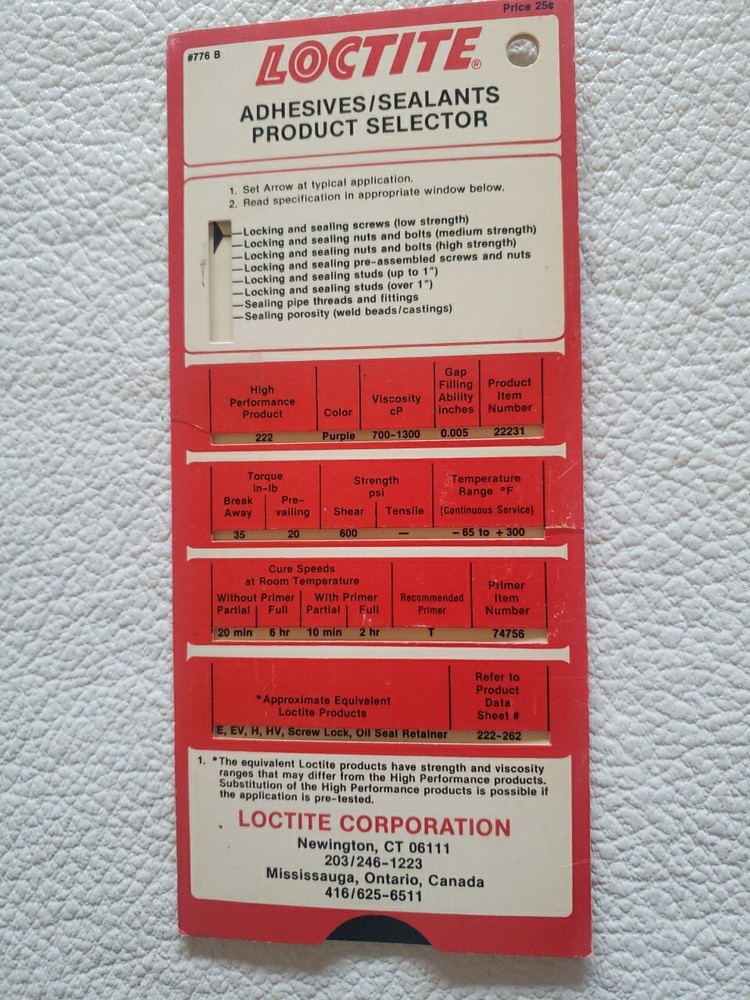 Price 25¢
#776 B
LOCTITE®
ADHESIVES/SEALANTS
PRODUCT SELECTOR
1. Set Arrow at typical application.
2. Read specification in appropriate window below.
Locking and sealing screws (low strength)
Locking and sealing nuts and bolts (medium strength)
Locking and sealing nuts and bolts (high strength)
Locking and sealing pre-assembled screws and nuts
Locking and sealing studs (up to 1")
Locking and sealing studs (over 1")
Sealing pipe threads and fittings
Sealing porosity (weld beads/castings)
High
Performance
Product
Color
Viscosity
cP
Gap
Filling
Ability
inches
Product
Item
Number
222 Purple 700-1300 0.005 22231
Torque
in-lb
Break
Away
Pre-
vailing
Strength
psi
Shear
Tensile
Temperature
Range °F
(Continuous Service)
35 20 600 — -65 to +300
Cure Speeds
at Room Temperature
Without Primer
Partial Full
With Primer
Partial Full
Recommended
Primer
Primer
Item
Number
20 min 6 hr 10 min 2 hr T 74756
*Approximate Equivalent
Loctite Products
Refer to
Product
Data
Sheet #
E, EV, H, HV, Screw Lock, Oil Seal Retainer 222-262
1. *The equivalent Loctite products have strength and viscosity
ranges that may differ from the High Performance products.
Substitution of the High Performance products is possible if
the application is pre-tested.
LOCTITE CORPORATION
Newington, CT 06111
203/246-1223
Mississauga, Ontario, Canada
416/625-6511